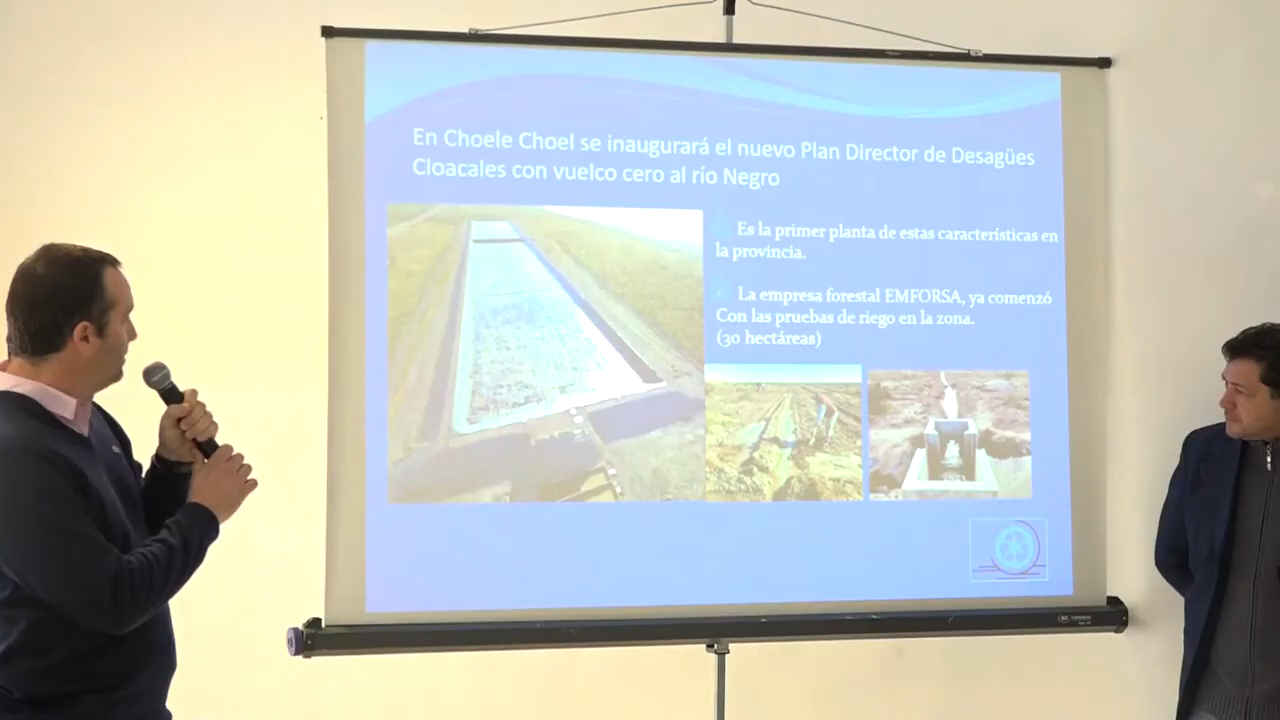 En Choele Choel se inaugurará el nuevo Plan Director de Desagües
Cloacales con vuelco cero al río Negro
Es la primer planta de estas características en
la provincia.
La empresa forestal EMFORSA, ya comenzó
Con las pruebas de riego en la zona.
(30 hectáreas)